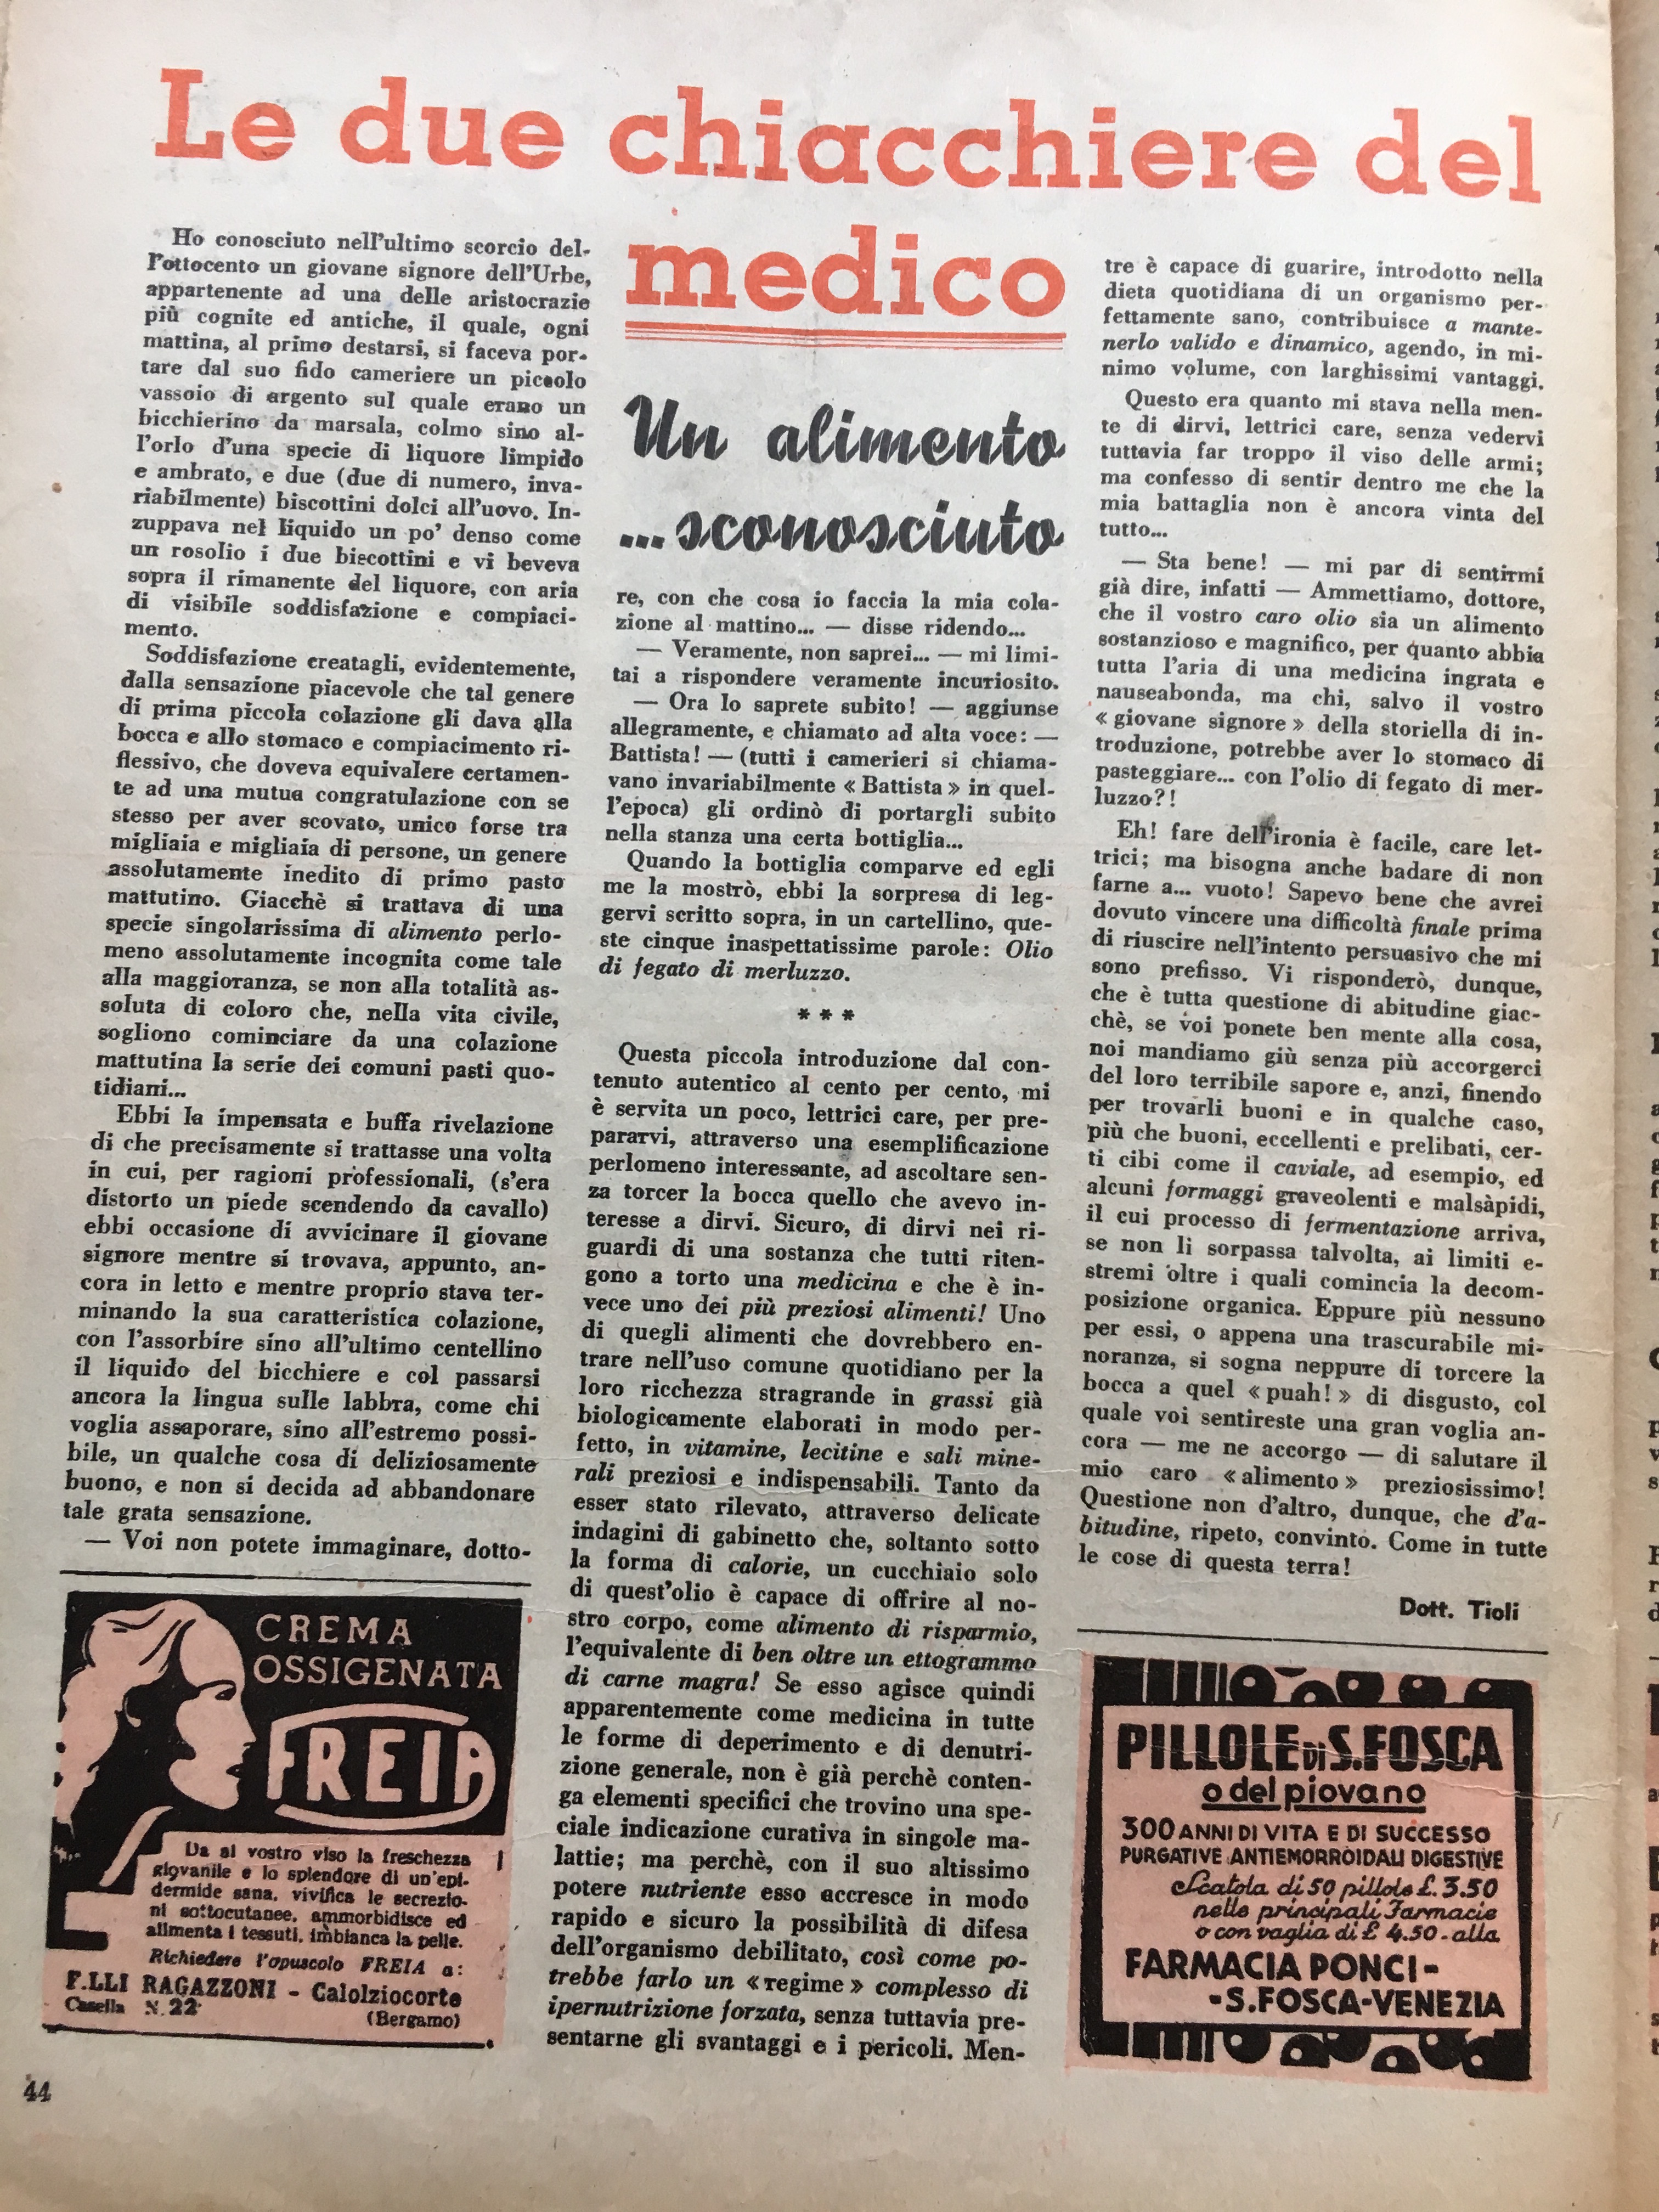 Le due chiacchiere del
medico
Un alimento
...sconosciuto
Ho conosciuto nell'ultimo scorcio del-
l'ottocento un giovane signore dell'Urbe,
appartenente ad una delle aristocrazie
più cognite ed antiche, il quale, ogni
mattina, al primo destarsi, si faceva por-
tare dal suo fido cameriere un piccolo
vassoio di argento sul quale erano un
bicchierino da marsala, colmo sino al-
l'orlo d'una specie di liquore limpido
e ambrato, e due (due di numero, inva-
riabilmente) biscottini dolci all'uovo. In-
zuppava nel liquido un po' denso come
un rosolio i due biscottini e vi beveva
sopra il rimanente del liquore, con aria
di visibile soddisfazione e compiaci-
mento.
Soddisfazione creatagli, evidentemente,
dalla sensazione piacevole che tal genere
di prima piccola colazione gli dava alla
bocca e allo stomaco e compiacimento ri-
flessivo, che doveva equivalere certamen-
te ad una mutua congratulazione con se
stesso per aver scovato, unico forse tra
migliaia e migliaia di persone, un genere
assolutamente inedito di primo pasto
mattutino. Giacchè si trattava di una
specie singolarissima di alimento perlo-
meno assolutamente incognita come tale
alla maggioranza, se non alla totalità as-
soluta di coloro che, nella vita civile,
sogliono cominciare da una colazione
mattutina la serie dei comuni pasti quo-
tidiani...
Ebbi la impensata e buffa rivelazione
di che precisamente si trattasse una volta
in cui, per ragioni professionali, (s'era
distorto un piede scendendo da cavallo)
ebbi occasione di avvicinare il giovane
signore mentre si trovava, appunto, an-
cora in letto e mentre proprio stava ter-
minando la sua caratteristica colazione,
con l'assorbire sino all'ultimo centellino
il liquido del bicchiere e col passarsi
ancora la lingua sulle labbra, come chi
voglia assaporare, sino all'estremo possi-
bile, un qualche cosa di deliziosamente
buono, e non si decida ad abbandonare
tale grata sensazione.
— Voi non potete immaginare, dotto-
re, con che cosa io faccia la mia cola-
zione al mattino... — disse ridendo...
— Veramente, non saprei... — mi limi-
tai a rispondere veramente incuriosito.
— Ora lo saprete subito! — aggiunse
allegramente, e chiamato ad alta voce: —
Battista! — (tutti i camerieri si chiama-
vano invariabilmente « Battista » in quel-
l'epoca) gli ordinò di portargli subito
nella stanza una certa bottiglia...
Quando la bottiglia comparve ed egli
me la mostrò, ebbi la sorpresa di leg-
gervi scritto sopra, in un cartellino, que-
ste cinque inaspettatissime parole: Olio
di fegato di merluzzo.
* * *
Questa piccola introduzione dal con-
tenuto autentico al cento per cento, mi
è servita un poco, lettrici care, per pre-
pararvi, attraverso una esemplificazione
perlomeno interessante, ad ascoltare sen-
za torcer la bocca quello che avevo in-
teresse a dirvi. Sicuro, di dirvi nei ri-
guardi di una sostanza che tutti riten-
gono a torto una medicina e che è in-
vece uno dei più preziosi alimenti! Uno
di quegli alimenti che dovrebbero en-
trare nell'uso comune quotidiano per la
loro ricchezza stragrande in grassi già
biologicamente elaborati in modo per-
fetto, in vitamine, lecitine e sali mine-
rali preziosi e indispensabili. Tanto da
esser stato rilevato, attraverso delicate
indagini di gabinetto che, soltanto sotto
la forma di calorie, un cucchiaio solo
di quest'olio è capace di offrire al no-
stro corpo, come alimento di risparmio,
l'equivalente di ben oltre un ettogrammo
di carne magra! Se esso agisce quindi
apparentemente come medicina in tutte
le forme di deperimento e di denutri-
zione generale, non è già perchè conten-
ga elementi specifici che trovino una spe-
ciale indicazione curativa in singole ma-
lattie; ma perchè, con il suo altissimo
potere nutriente esso accresce in modo
rapido e sicuro la possibilità di difesa
dell'organismo debilitato, così come po-
trebbe farlo un « regime » complesso di
ipernutrizione forzata, senza tuttavia pre-
sentarne gli svantaggi e i pericoli. Men-
tre è capace di guarire, introdotto nella
dieta quotidiana di un organismo per-
fettamente sano, contribuisce a mante-
nerlo valido e dinamico, agendo, in mi-
nimo volume, con larghissimi vantaggi.
Questo era quanto mi stava nella men-
te di dirvi, lettrici care, senza vedervi
tuttavia far troppo il viso delle armi;
ma confesso di sentir dentro me che la
mia battaglia non è ancora vinta del
tutto...
— Sta bene! — mi par di sentirmi
già dire, infatti — Ammettiamo, dottore,
che il vostro caro olio sia un alimento
sostanzioso e magnifico, per quanto abbia
tutta l'aria di una medicina ingrata e
nauseabonda, ma chi, salvo il vostro
« giovane signore » della storiella di in-
troduzione, potrebbe aver lo stomaco di
pasteggiare... con l'olio di fegato di mer-
luzzo?!
Eh! fare dell'ironia è facile, care let-
trici; ma bisogna anche badare di non
farne a... vuoto! Sapevo bene che avrei
dovuto vincere una difficoltà finale prima
di riuscire nell'intento persuasivo che mi
sono prefisso. Vi risponderò, dunque,
che è tutta questione di abitudine giac-
chè, se voi ponete ben mente alla cosa,
noi mandiamo giù senza più accorgerci
del loro terribile sapore e, anzi, finendo
per trovarli buoni e in qualche caso,
più che buoni, eccellenti e prelibati, cer-
ti cibi come il caviale, ad esempio, ed
alcuni formaggi graveolenti e malsàpidi,
il cui processo di fermentazione arriva,
se non li sorpassa talvolta, ai limiti e-
stremi oltre i quali comincia la decom-
posizione organica. Eppure più nessuno
per essi, o appena una trascurabile mi-
noranza, si sogna neppure di torcere la
bocca a quel « puah! » di disgusto, col
quale voi sentireste una gran voglia an-
cora — me ne accorgo — di salutare il
mio caro « alimento » preziosissimo!
Questione non d'altro, dunque, che d'a-
bitudine, ripeto, convinto. Come in tutte
le cose di questa terra!
Dott. Tioli
CREMA
OSSIGENATA
FREIA
Da al vostro viso la freschezza
giovanile e lo splendore di un'epi-
dermide sana, vivifica le secrezio-
ni sottocutanee, ammorbidisce ed
alimenta i tessuti, imbianca la pelle.
Richiedere l'opuscolo FREIA a:
F.LLI RAGAZZONI - Calolziocorte
Casella N. 22 (Bergamo)
PILLOLE DI S. FOSCA
o del piovano
300 ANNI DI VITA E DI SUCCESSO
PURGATIVE ANTIEMORROIDALI DIGESTIVE
Scatola di 50 pillole £. 3.50
nelle principali Farmacie
o con vaglia di £ 4.50 - alla
FARMACIA PONCI-
-S. FOSCA-VENEZIA
44